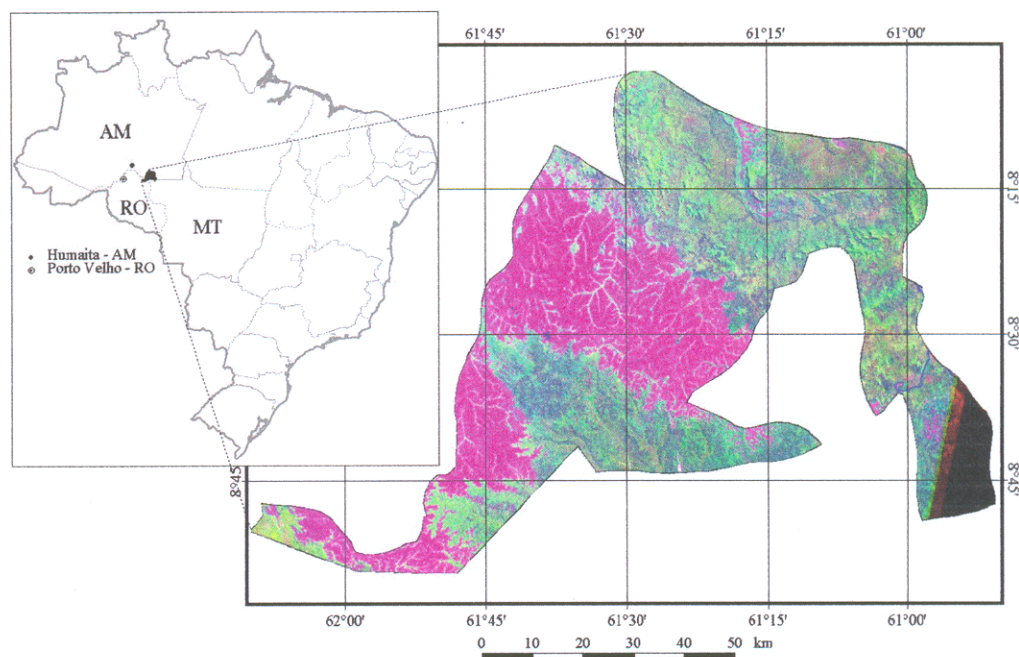 61°45' 61°30' 61°15' 61°00'
AM
RO
MT
Humaita - AM
Porto Velho - RO
8°15'
8°30'
8°45'
8°45'
62°00' 61°45' 61°30' 61°15' 61°00'
0 10 20 30 40 50 km